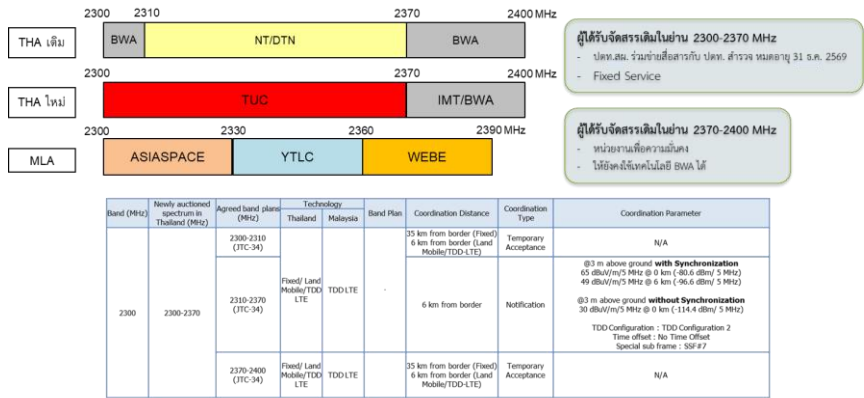 2300 2310 2370 2400 MHz
THA เดิม BWA NT/DTN BWA
2300 2370 2400 MHz
THA ใหม่ TUC IMT/BWA
2300 2330 2360 2390 MHz
MLA ASIASPACE YTLC WEBE
ผู้ได้รับจัดสรรเดิมในย่าน 2300-2370 MHz
- ปตท.สผ. ร่วมข่ายสื่อสารกับ ปตท. สำรวจ หมดอายุ 31 ธ.ค. 2569
- Fixed Service
ผู้ได้รับจัดสรรเดิมในย่าน 2370-2400 MHz
- หน่วยงานเพื่อความมั่นคง
- ให้ยังคงใช้เทคโนโลยี BWA ได้
Band (MHz)
Newly auctioned
spectrum in
Thailand (MHz)
Agreed band plans
(MHz)
Technology
Thailand Malaysia
Band Plan
Coordination Distance
Coordination
Type
Coordination Parameter
2300
2300-2370
2300-2310
(JTC-34)
Fixed/ Land
Mobile/TDD
LTE
TDD LTE
-
35 km from border (Fixed)
6 km from border (Land
Mobile/TDD-LTE)
Temporary
Acceptance
N/A
2310-2370
(JTC-34)
6 km from border
Notification
@3 m above ground with Synchronization
65 dBuV/m/5 MHz @ 0 km (-80.6 dBm/ 5 MHz)
49 dBuV/m/5 MHz @ 6 km (-96.6 dBm/ 5 MHz)
@3 m above ground without Synchronization
30 dBuV/m/5 MHz @ 0 km (-114.4 dBm/ 5 MHz)
TDD Configuration : TDD Configuration 2
Time offset : No Time Offset
Special sub frame : SSF#7
2370-2400
(JTC-34)
Fixed/ Land
Mobile/TDD
LTE
TDD LTE
35 km from border (Fixed)
6 km from border (Land
Mobile/TDD-LTE)
Temporary
Acceptance
N/A